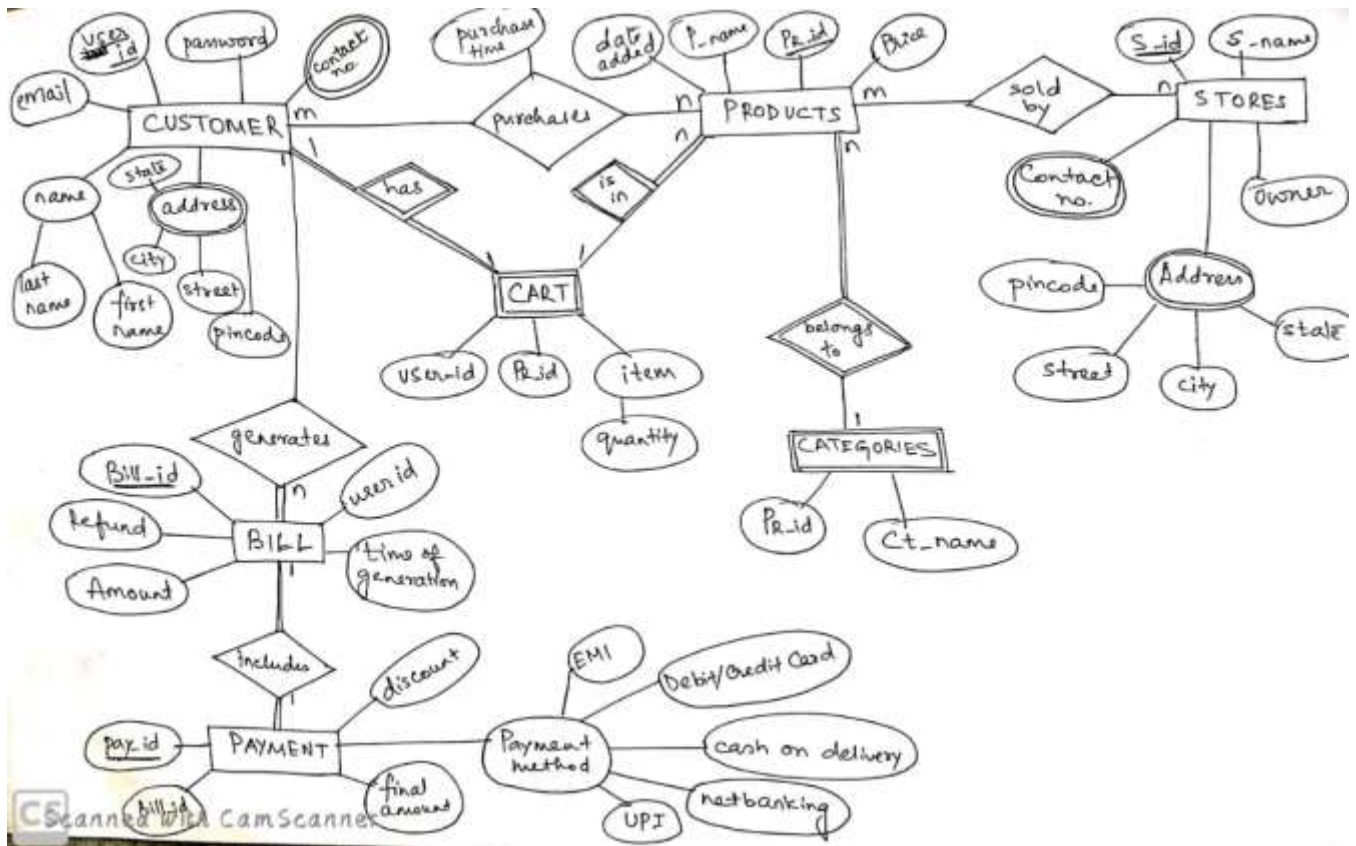 user
id
password
contact
no.
email
CUSTOMER
m
1
1
name
last
name
first
name
state
address
city
street
pincode
purchase
time
purchases
n
date
added
P_name
PR_id
Price
PRODUCTS
m
n
n
sold
by
n
S_id
S_name
STORES
Contact
no.
owner
Address
pincode
state
street
city
has
1
is
in
1
CART
user_id
PR_id
item
quantity
belongs
to
1
CATEGORIES
PR_id
Ct_name
generates
n
Bill_id
user id
Refund
BILL
time of
generation
Amount
1
Includes
1
pay_id
PAYMENT
discount
Bill_id
final
amount
Payment
method
EMI
Debit/Credit Card
cash on delivery
netbanking
UPI
CS
Scanned with CamScanner